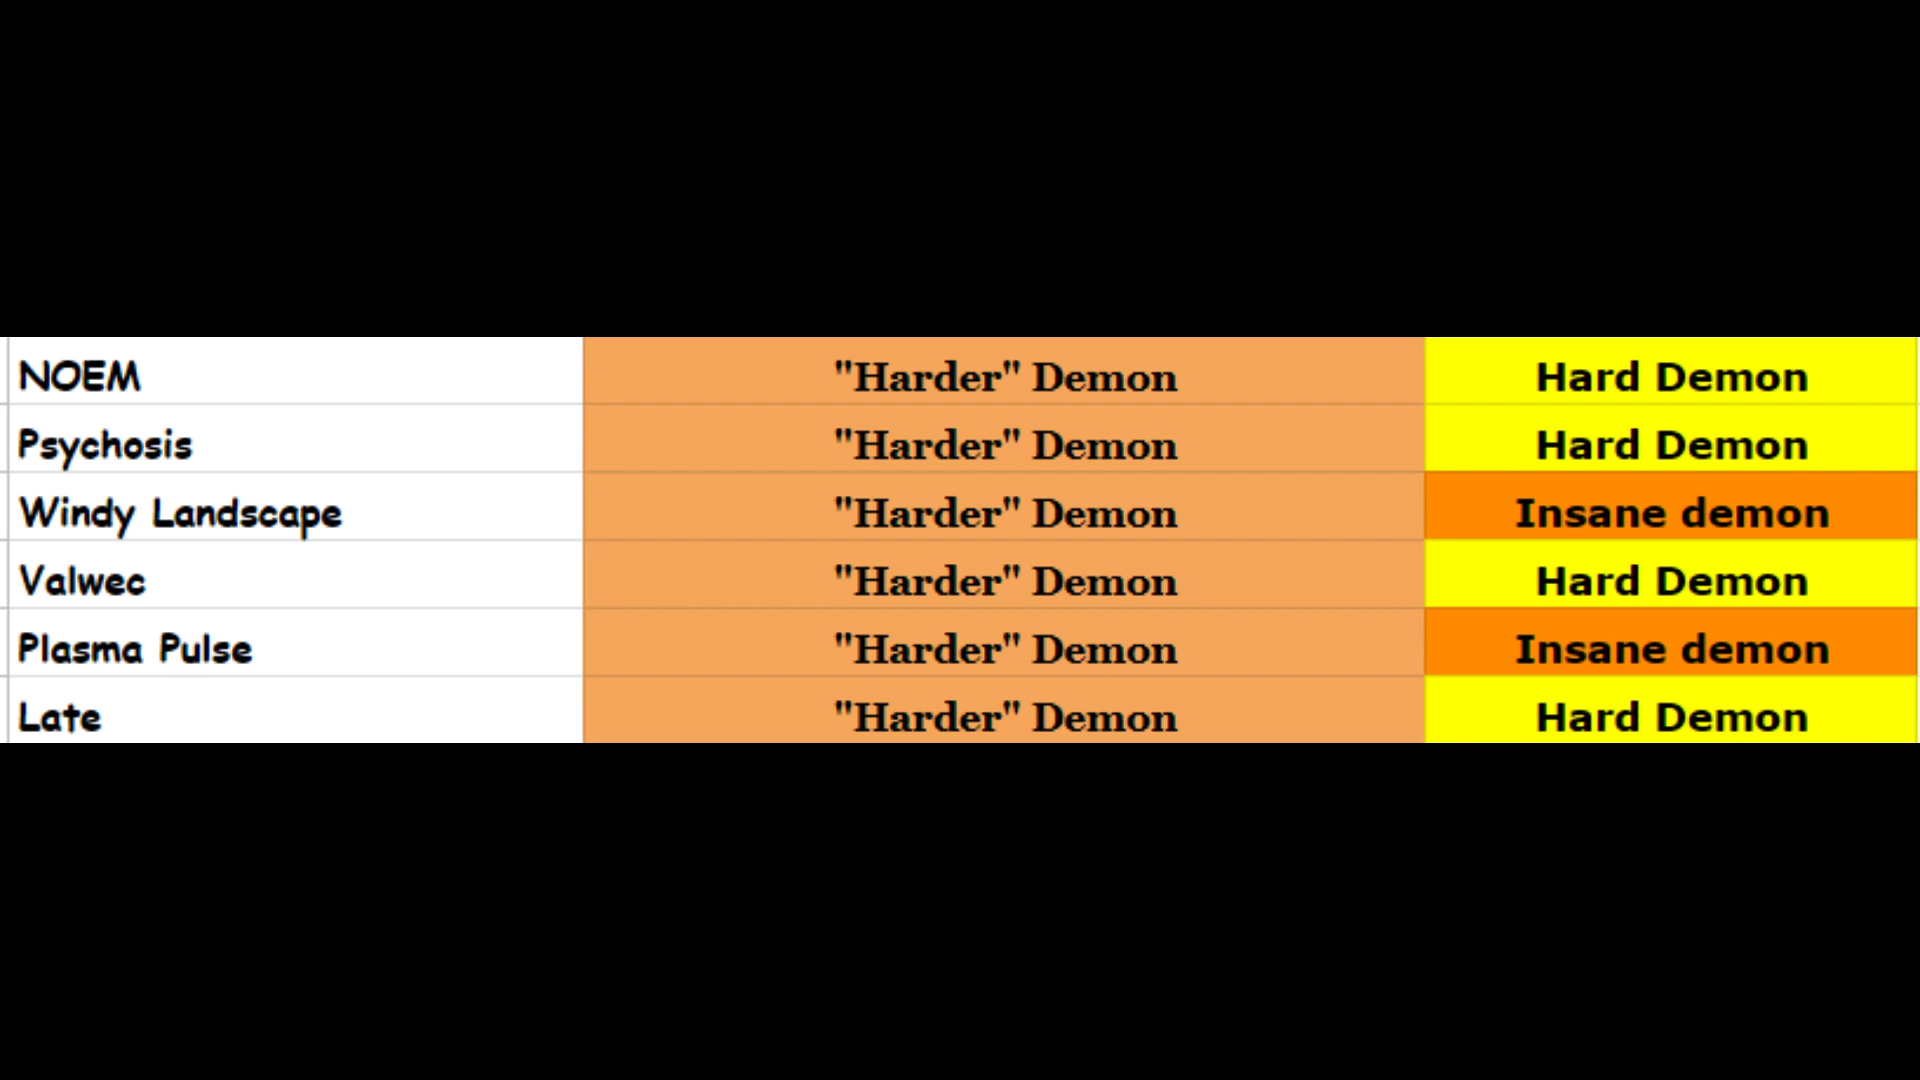 NOEM "Harder" Demon Hard Demon
Psychosis "Harder" Demon Hard Demon
Windy Landscape "Harder" Demon Insane demon
Valwec "Harder" Demon Hard Demon
Plasma Pulse "Harder" Demon Insane demon
Late "Harder" Demon Hard Demon